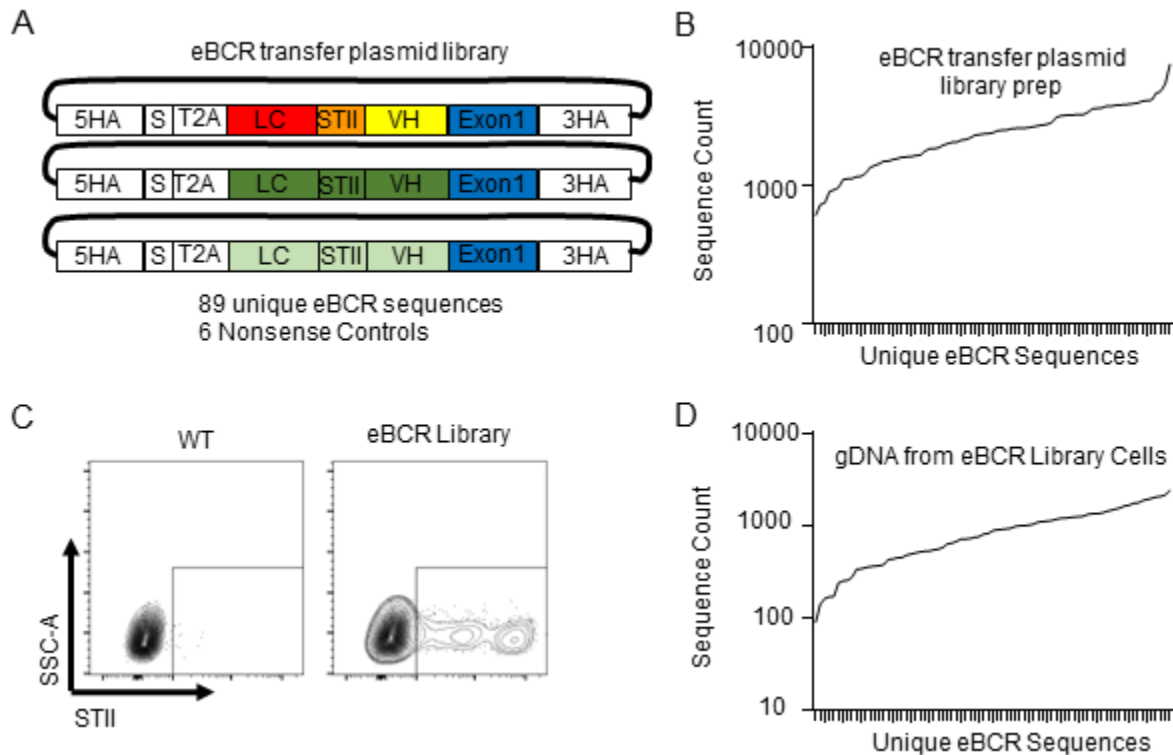 A
eBCR transfer plasmid library
5HA S T2A LC STII VH Exon1 3HA
5HA S T2A LC STII VH Exon1 3HA
5HA S T2A LC STII VH Exon1 3HA
89 unique eBCR sequences
6 Nonsense Controls
B
eBCR transfer plasmid
library prep
Sequence Count
10000
1000
100
Unique eBCR Sequences
C
WT
eBCR Library
SSC-A
STII
D
gDNA from eBCR Library Cells
Sequence Count
10000
1000
100
10
Unique eBCR Sequences